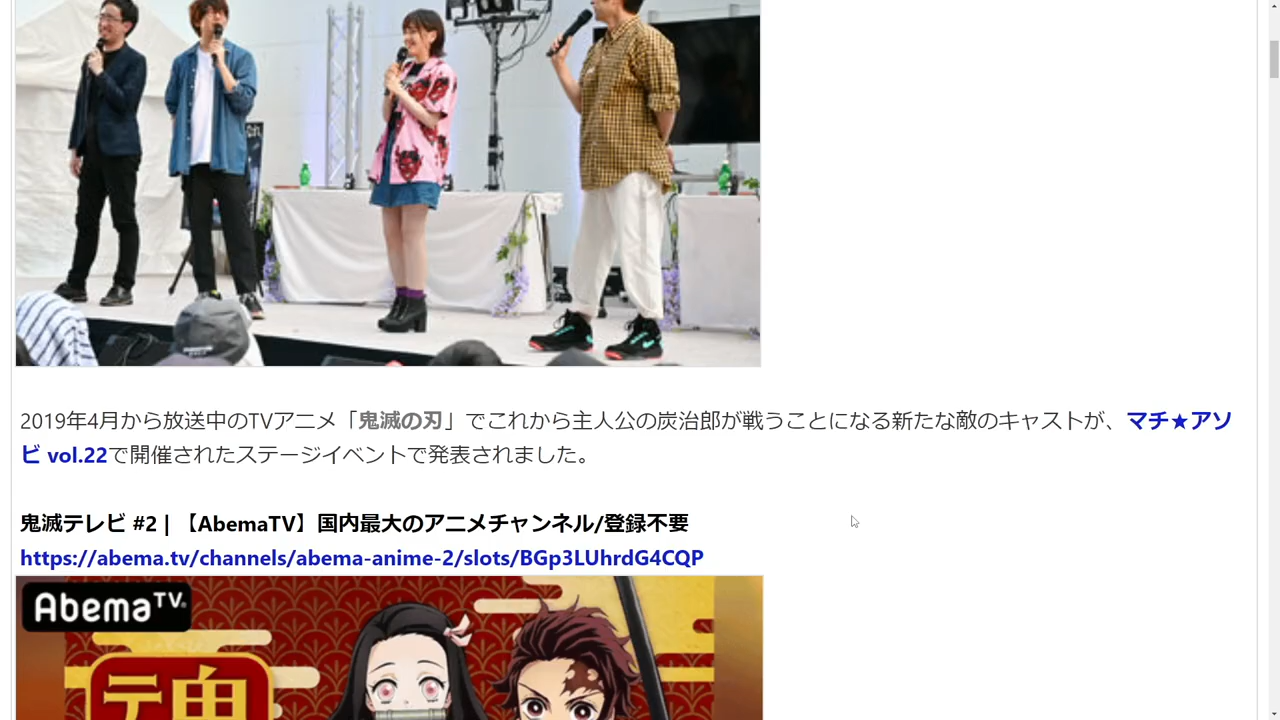 2019年4月から放送中のTVアニメ「鬼滅の刃」でこれから主人公の炭治郎が戦うことになる新たな敵のキャストが、マチ★アソ
ビ vol.22で開催されたステージイベントで発表されました。
鬼滅テレビ #2 | 【AbemaTV】国内最大のアニメチャンネル/登録不要
https://abema.tv/channels/abema-anime-2/slots/BGp3LUhrdG4CQP
AbemaTV